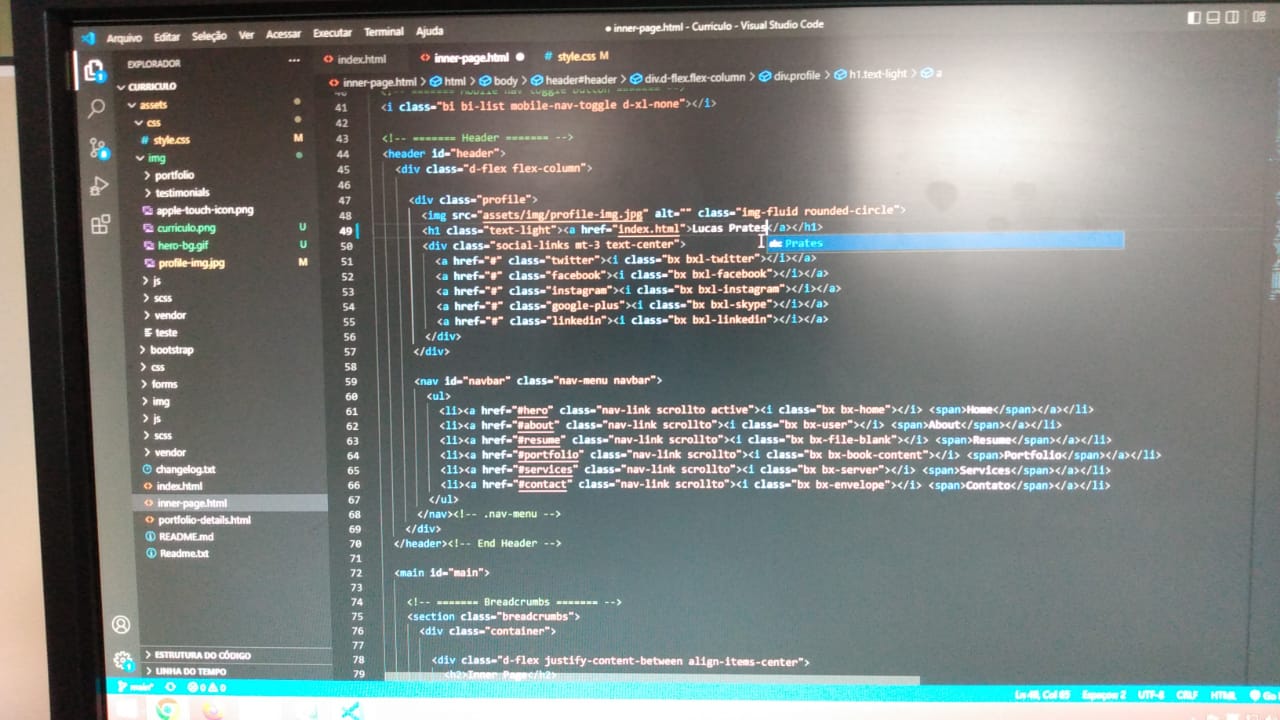 Arquivo Editar Seleção Ver Acessar Executar Terminal Ajuda
● inner-page.html - Curriculo - Visual Studio Code
EXPLORADOR ...
CURRICULO
assets
css
# style.css M
img
portfolio
testimonials
apple-touch-icon.png
curriculo.png U
hero-bg.gif U
profile-img.jpg M
js
scss
vendor
teste
bootstrap
css
forms
img
js
scss
vendor
changelog.txt
index.html
inner-page.html
portfolio-details.html
README.md
Readme.txt
ESTRUTURA DO CÓDIGO
LINHA DO TEMPO
index.html
inner-page.html ●
# style.css M
inner-page.html > html > body > header#header > div.d-flex.flex-column > div.profile > h1.text-light > a
40 <!-- ======= Mobile nav toggle button ======= -->
41 <i class="bi bi-list mobile-nav-toggle d-xl-none"></i>
42
43 <!-- ======= Header ======= -->
44 <header id="header">
45 <div class="d-flex flex-column">
46
47 <div class="profile">
48 <img src="assets/img/profile-img.jpg" alt="" class="img-fluid rounded-circle">
49 <h1 class="text-light"><a href="index.html">Lucas Prates</a></h1>
abc Prates
50 <div class="social-links mt-3 text-center">
51 <a href="#" class="twitter"><i class="bx bxl-twitter"></i></a>
52 <a href="#" class="facebook"><i class="bx bxl-facebook"></i></a>
53 <a href="#" class="instagram"><i class="bx bxl-instagram"></i></a>
54 <a href="#" class="google-plus"><i class="bx bxl-skype"></i></a>
55 <a href="#" class="linkedin"><i class="bx bxl-linkedin"></i></a>
56 </div>
57 </div>
58
59 <nav id="navbar" class="nav-menu navbar">
60 <ul>
61 <li><a href="#hero" class="nav-link scrollto active"><i class="bx bx-home"></i> <span>Home</span></a></li>
62 <li><a href="#about" class="nav-link scrollto"><i class="bx bx-user"></i> <span>About</span></a></li>
63 <li><a href="#resume" class="nav-link scrollto"><i class="bx bx-file-blank"></i> <span>Resume</span></a></li>
64 <li><a href="#portfolio" class="nav-link scrollto"><i class="bx bx-book-content"></i> <span>Portfolio</span></a></li>
65 <li><a href="#services" class="nav-link scrollto"><i class="bx bx-server"></i> <span>Services</span></a></li>
66 <li><a href="#contact" class="nav-link scrollto"><i class="bx bx-envelope"></i> <span>Contato</span></a></li>
67 </ul>
68 </nav><!-- .nav-menu -->
69 </div>
70 </header><!-- End Header -->
71
72 <main id="main">
73
74 <!-- ======= Breadcrumbs ======= -->
75 <section class="breadcrumbs">
76 <div class="container">
77
78 <div class="d-flex justify-content-between align-items-center">
79 <h2>Inner Page</h2>
main* 0 0
Espaços: 2 UTF-8 CRLF HTML Go